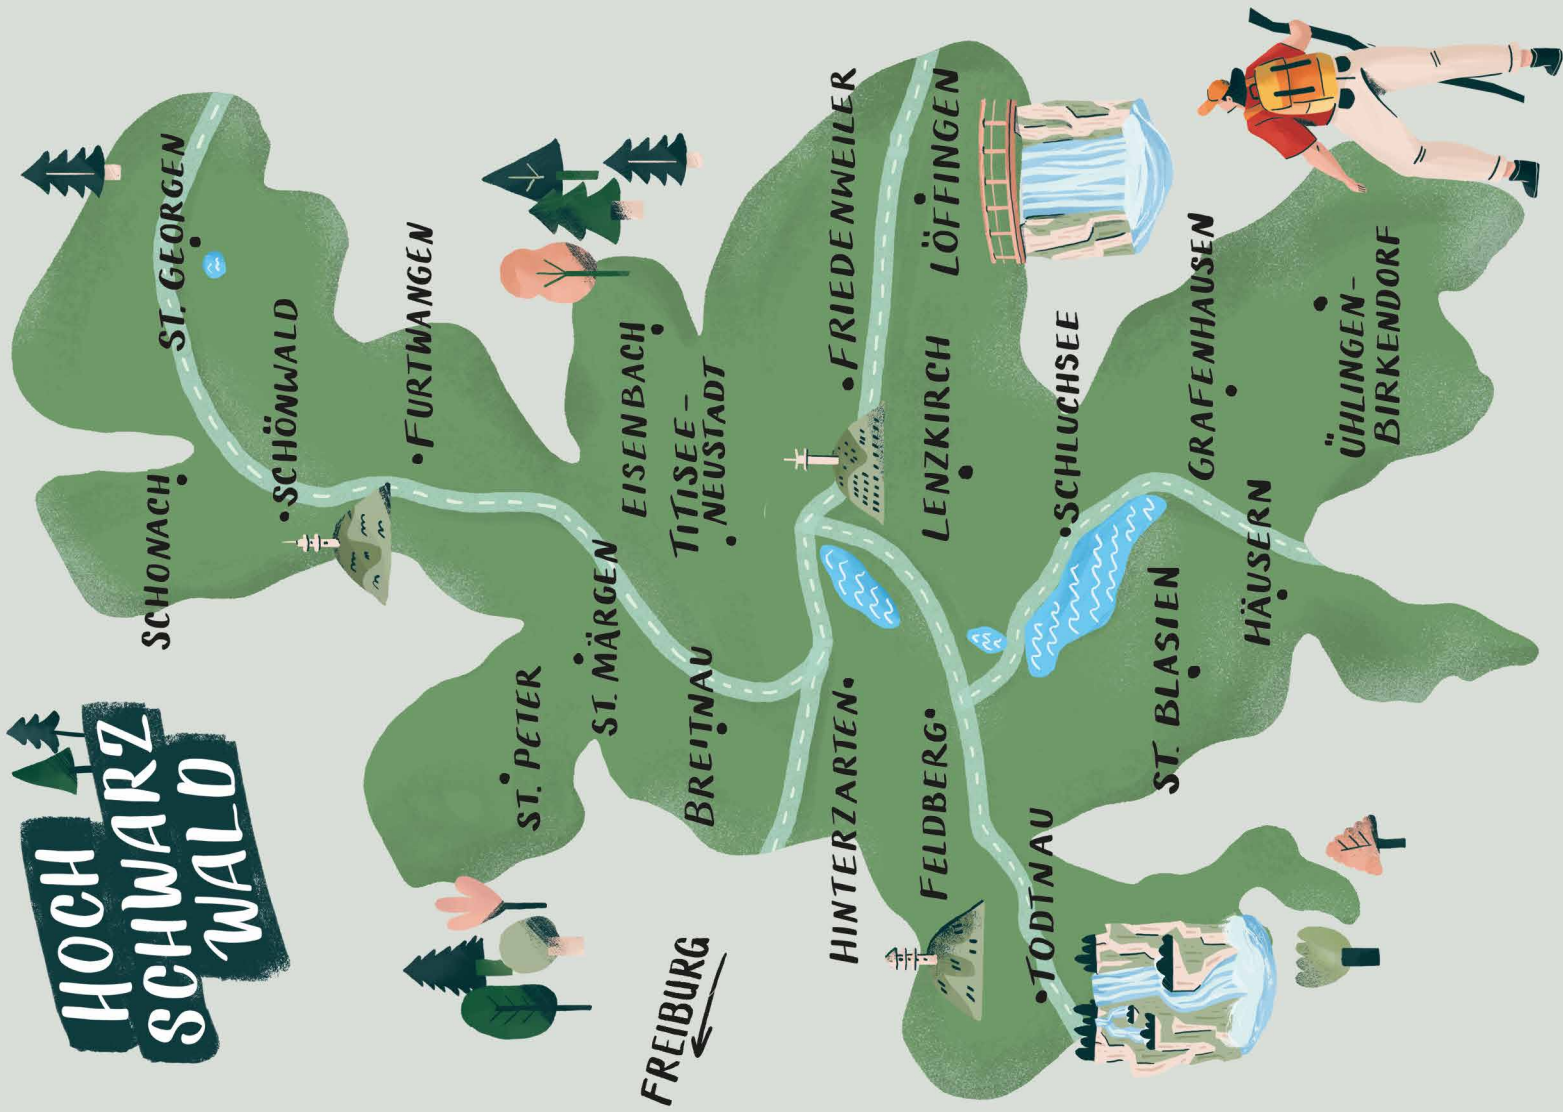 HOCH
SCHWARZ
WALD
SCHONACH
ST. GEORGEN
SCHÖNWALD
FURTWANGEN
ST. PETER
ST. MÄRGEN
EISENBACH
TITISEE-
NEUSTADT
BREITNAU
FREIBURG
HINTERZARTEN
FRIEDENWEILER
FELDBERG
LENZKIRCH
LÖFFINGEN
TODTNAU
SCHLUCHSEE
ST. BLASIEN
GRAFENHAUSEN
HÄUSERN
ÜHLINGEN-
BIRKENDORF